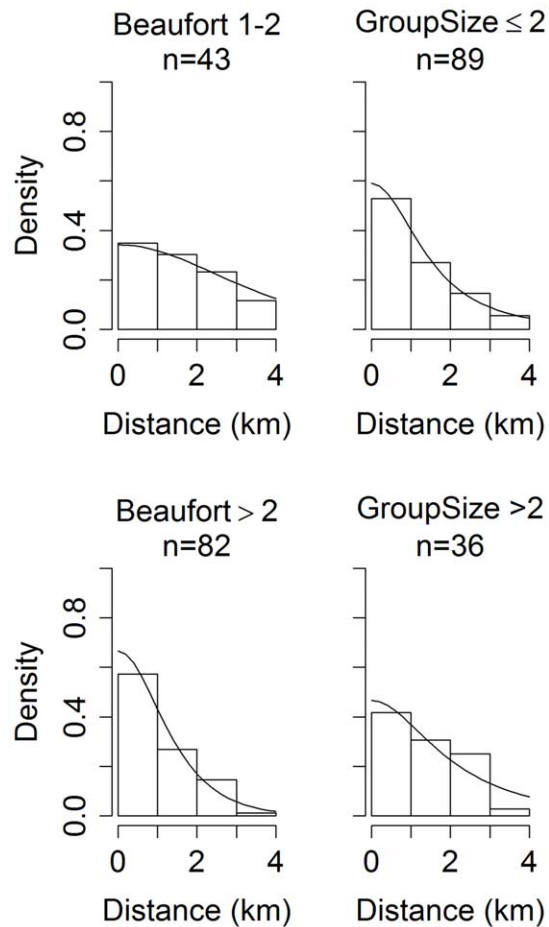 Beaufort 1-2
n=43
Density
0.0 0.4 0.8
0 2 4
Distance (km)
GroupSize ≤ 2
n=89
0 2 4
Distance (km)
Beaufort > 2
n=82
Density
0.0 0.4 0.8
0 2 4
Distance (km)
GroupSize >2
n=36
0 2 4
Distance (km)